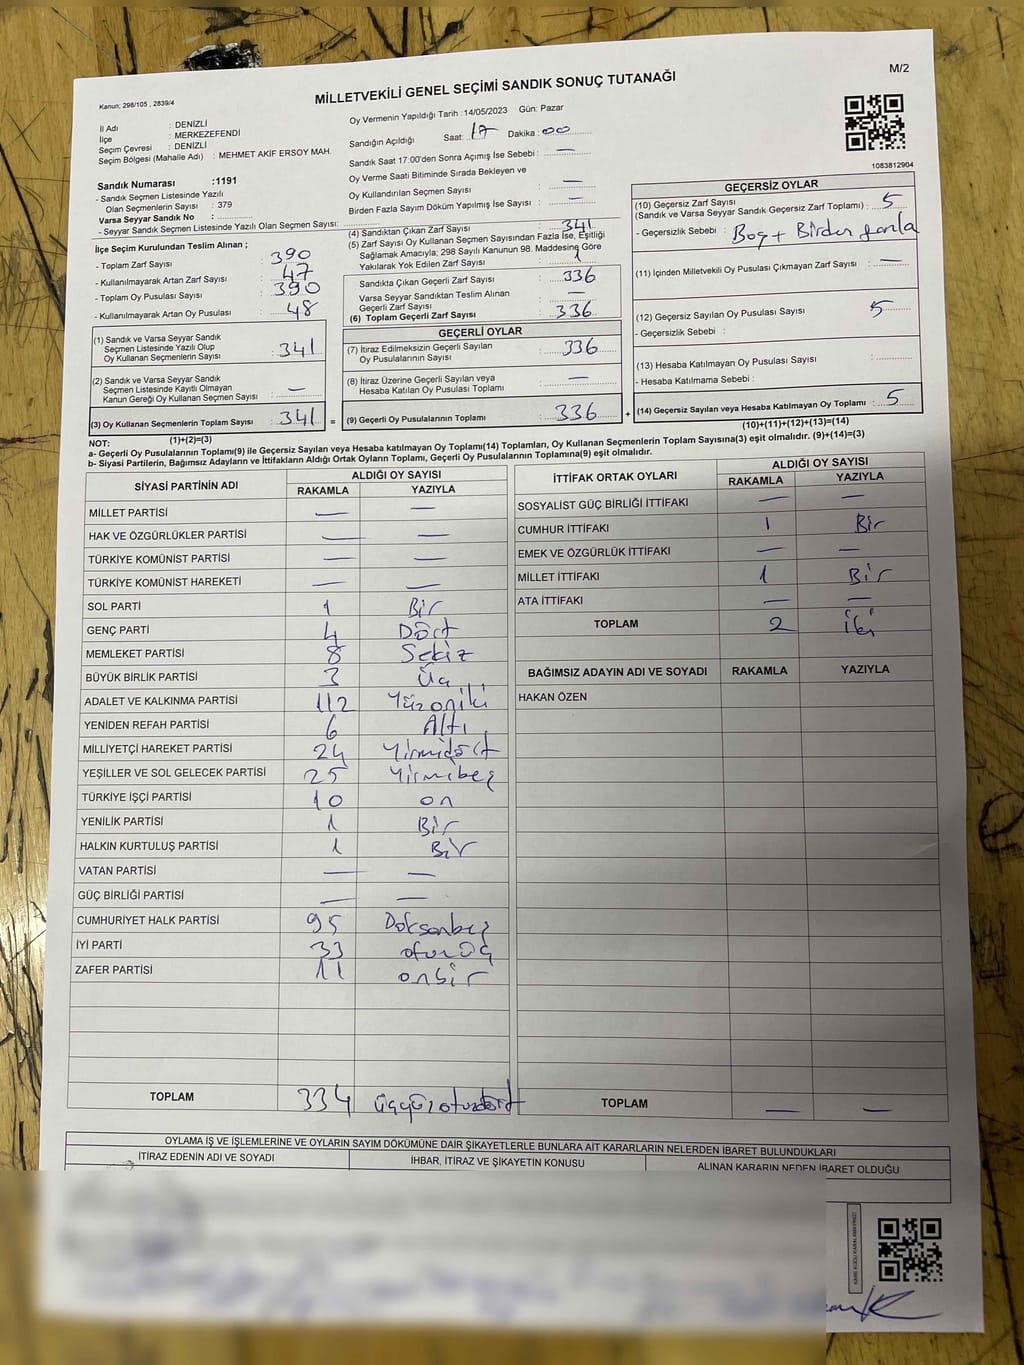 M/2
MİLLETVEKİLİ GENEL SEÇİMİ SANDIK SONUÇ TUTANAĞI
Kanun; 298/105 , 2839/4
1083812904
İl Adı : DENİZLİ
İlçe : MERKEZEFENDİ
Seçim Çevresi : DENİZLİ
Seçim Bölgesi (Mahalle Adı) : MEHMET AKİF ERSOY MAH.
Sandık Numarası :1191
- Sandık Seçmen Listesinde Yazılı
Olan Seçmenlerin Sayısı : 379
Varsa Seyyar Sandık No :
- Seyyar Sandık Seçmen Listesinde Yazılı Olan Seçmen Sayısı:
İlçe Seçim Kurulundan Teslim Alınan ;
- Toplam Zarf Sayısı : 390
- Kullanılmayarak Artan Zarf Sayısı : 47
- Toplam Oy Pusulası Sayısı : 390
- Kullanılmayarak Artan Oy Pusulası : 48
(1) Sandık ve Varsa Seyyar Sandık
Seçmen Listesinde Yazılı Olup
Oy Kullanan Seçmenlerin Sayısı : 341
(2) Sandık ve Varsa Seyyar Sandık
Seçmen Listesinde Kayıtlı Olmayan
Kanun Gereği Oy Kullanan Seçmen Sayısı : —
(3) Oy Kullanan Seçmenlerin Toplam Sayısı : 341 =
Oy Vermenin Yapıldığı Tarih :14/05/2023 Gün: Pazar
Sandığın Açıldığı Saat: 17 Dakika : 00
Sandık Saat 17:00'den Sonra Açımış İse Sebebi : —
Oy Verme Saati Bitiminde Sırada Bekleyen ve
Oy Kullandırılan Seçmen Sayısı : —
Birden Fazla Sayım Döküm Yapılmış İse Sayısı : —
(4) Sandıktan Çıkan Zarf Sayısı : 341
(5) Zarf Sayısı Oy Kullanan Seçmen Sayısından Fazla İse, Eşitliği
Sağlamak Amacıyla; 298 Sayılı Kanunun 98. Maddesine Göre
Yakılarak Yok Edilen Zarf Sayısı :
Sandıkta Çıkan Geçerli Zarf Sayısı : 336
Varsa Seyyar Sandıktan Teslim Alınan
Geçerli Zarf Sayısı : —
(6) Toplam Geçerli Zarf Sayısı : 336
GEÇERLİ OYLAR
(7) İtiraz Edilmeksizin Geçerli Sayılan
Oy Pusulalarının Sayısı : 336
(8) İtiraz Üzerine Geçerli Sayılan veya
Hesaba Katılan Oy Pusulası Toplamı : —
(9) Geçerli Oy Pusulalarının Toplamı : 336 +
GEÇERSİZ OYLAR
(10) Geçersiz Zarf Sayısı : 5
(Sandık ve Varsa Seyyar Sandık Geçersiz Zarf Toplamı)
- Geçersizlik Sebebi : Boş + Birden fazla
(11) İçinden Milletvekili Oy Pusulası Çıkmayan Zarf Sayısı : —
(12) Geçersiz Sayılan Oy Pusulası Sayısı : 5
- Geçersizlik Sebebi :
(13) Hesaba Katılmayan Oy Pusulası Sayısı :
- Hesaba Katılmama Sebebi :
(14) Geçersiz Sayılan veya Hesaba Katılmayan Oy Toplamı : 5
(1)+(2)=(3)
(10)+(11)+(12)+(13)=(14)
NOT:
a- Geçerli Oy Pusulalarının Toplamı(9) ile Geçersiz Sayılan veya Hesaba katılmayan Oy Toplamı(14) Toplamları, Oy Kullanan Seçmenlerin Toplam Sayısına(3) eşit olmalıdır. (9)+(14)=(3)
b- Siyasi Partilerin, Bağımsız Adayların ve İttifakların Aldığı Ortak Oyların Toplamı, Geçerli Oy Pusulalarının Toplamına(9) eşit olmalıdır.
SİYASİ PARTİNİN ADI ALDIĞI OY SAYISI
RAKAMLA YAZIYLA
MİLLET PARTİSİ — —
HAK VE ÖZGÜRLÜKLER PARTİSİ — —
TÜRKİYE KOMÜNİST PARTİSİ — —
TÜRKİYE KOMÜNİST HAREKETİ — —
SOL PARTİ 1 Bir
GENÇ PARTİ 4 Dört
MEMLEKET PARTİSİ 8 Sekiz
BÜYÜK BİRLİK PARTİSİ 3 Üç
ADALET VE KALKINMA PARTİSİ 112 Yüzoniki
YENİDEN REFAH PARTİSİ 6 Altı
MİLLİYETÇİ HAREKET PARTİSİ 24 Yirmidört
YEŞİLLER VE SOL GELECEK PARTİSİ 25 Yirmibeş
TÜRKİYE İŞÇİ PARTİSİ 10 on
YENİLİK PARTİSİ 1 Bir
HALKIN KURTULUŞ PARTİSİ 1 Bir
VATAN PARTİSİ — —
GÜÇ BİRLİĞİ PARTİSİ — —
CUMHURİYET HALK PARTİSİ 95 Doksanbeş
İYİ PARTİ 33 otuzüç
ZAFER PARTİSİ 11 onbir
TOPLAM 334 üçyüzotuzdört
İTTİFAK ORTAK OYLARI ALDIĞI OY SAYISI
RAKAMLA YAZIYLA
SOSYALİST GÜÇ BİRLİĞİ İTTİFAKI — —
CUMHUR İTTİFAKI 1 Bir
EMEK VE ÖZGÜRLÜK İTTİFAKI — —
MİLLET İTTİFAKI 1 Bir
ATA İTTİFAKI — —
TOPLAM 2 iki
BAĞIMSIZ ADAYIN ADI VE SOYADI RAKAMLA YAZIYLA
HAKAN ÖZEN
TOPLAM — —
OYLAMA İŞ VE İŞLEMLERİNE VE OYLARIN SAYIM DÖKÜMÜNE DAİR ŞİKAYETLERLE BUNLARA AİT KARARLARIN NELERDEN İBARET BULUNDUKLARI
İTİRAZ EDENİN ADI VE SOYADI İHBAR, İTİRAZ VE ŞİKAYETİN KONUSU ALINAN KARARIN NEDEN İBARET OLDUĞU